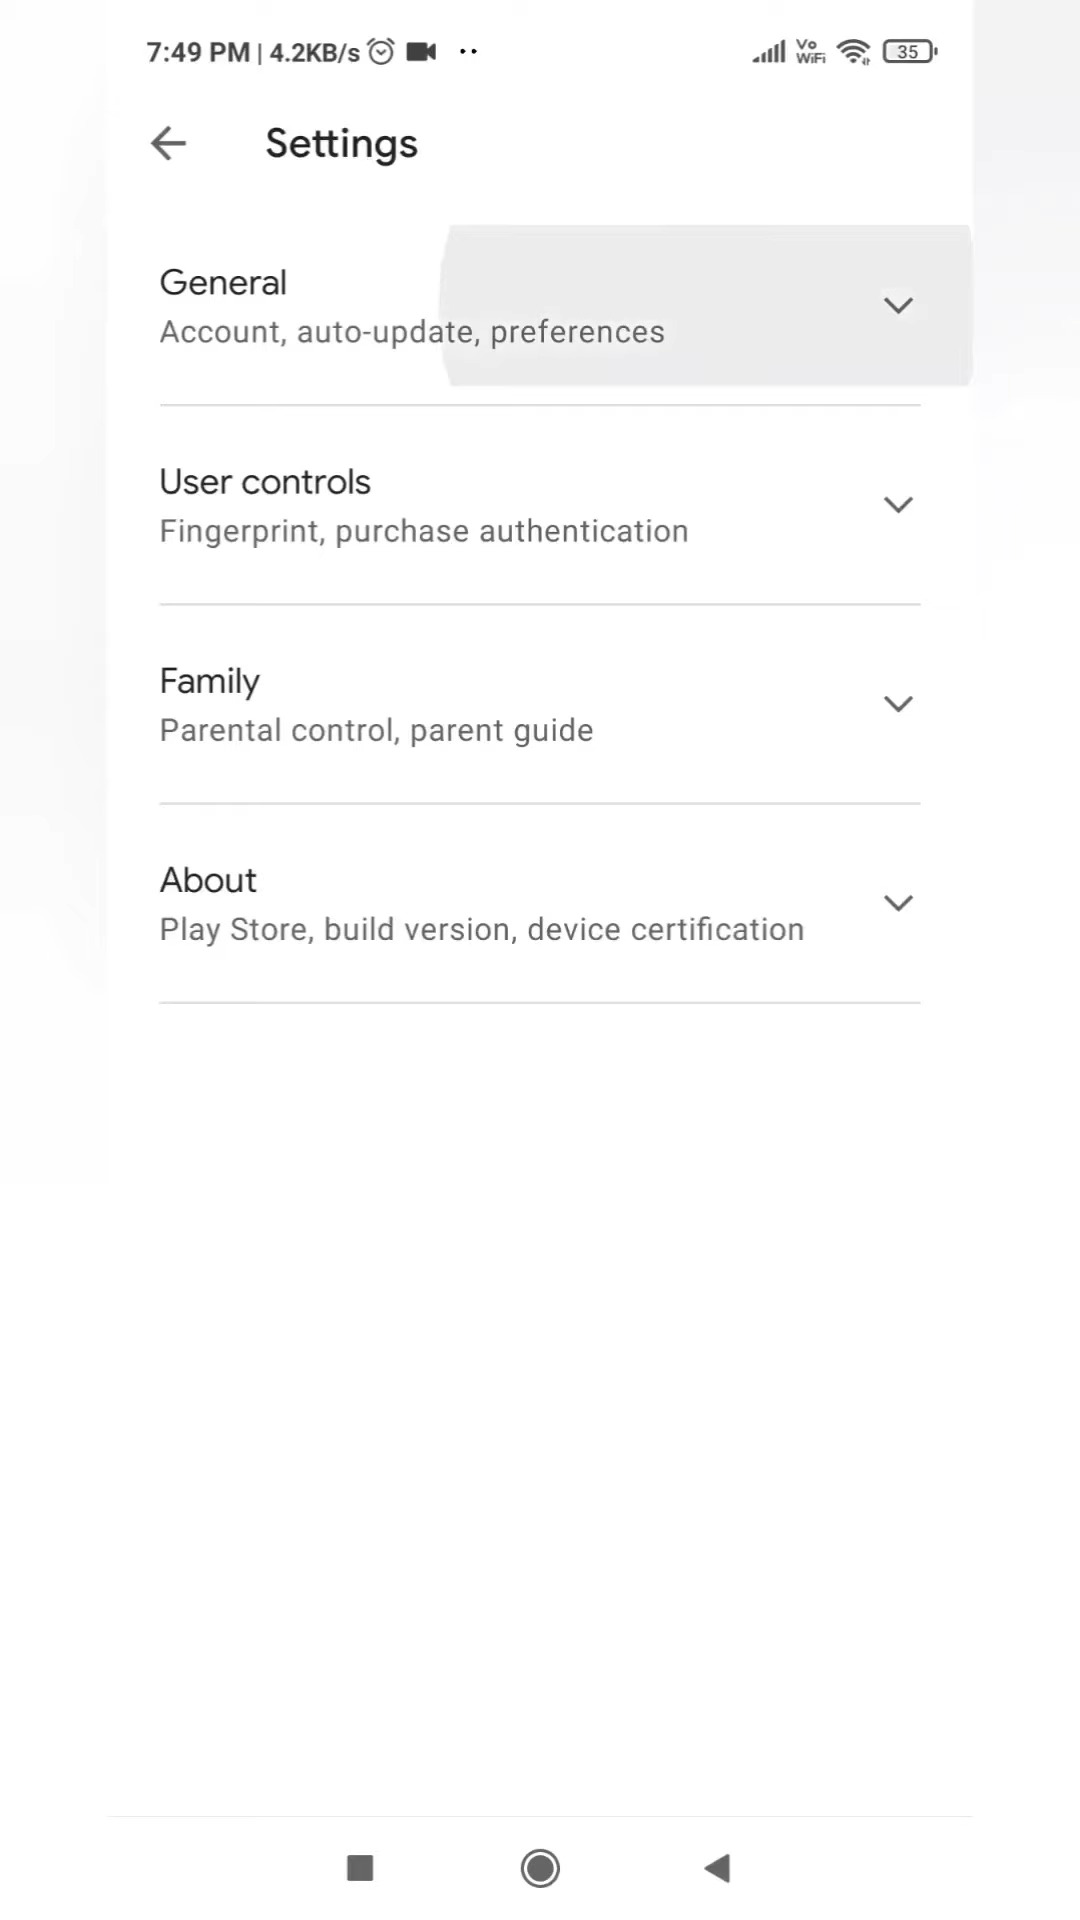 7:49 PM | 4.2KB/s
Vo WiFi
35
Settings
General
Account, auto-update, preferences
User controls
Fingerprint, purchase authentication
Family
Parental control, parent guide
About
Play Store, build version, device certification